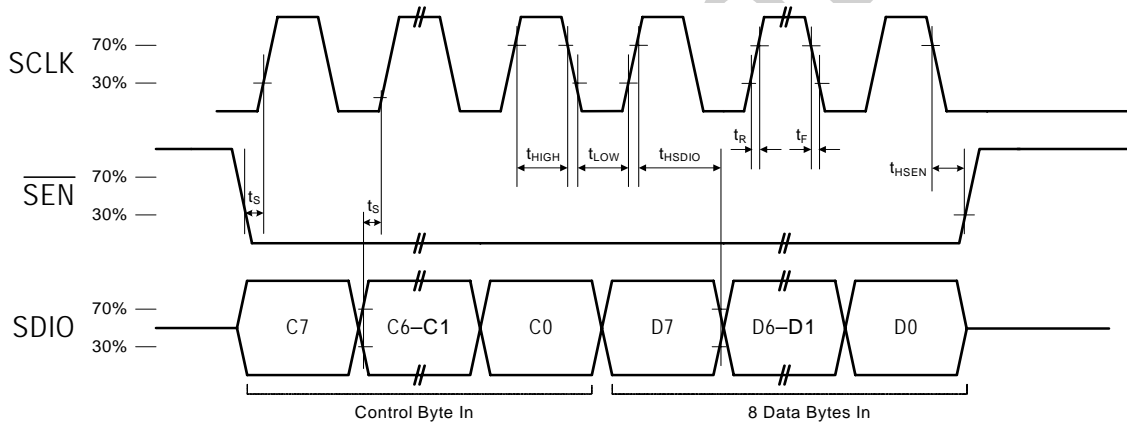 SCLK
70%
30%
tR
tF
tHIGH
tLOW
tHSDIO
tHSEN
SEN
70%
30%
tS
tS
SDIO
70%
30%
C7
C6–C1
C0
D7
D6–D1
D0
Control Byte In
8 Data Bytes In